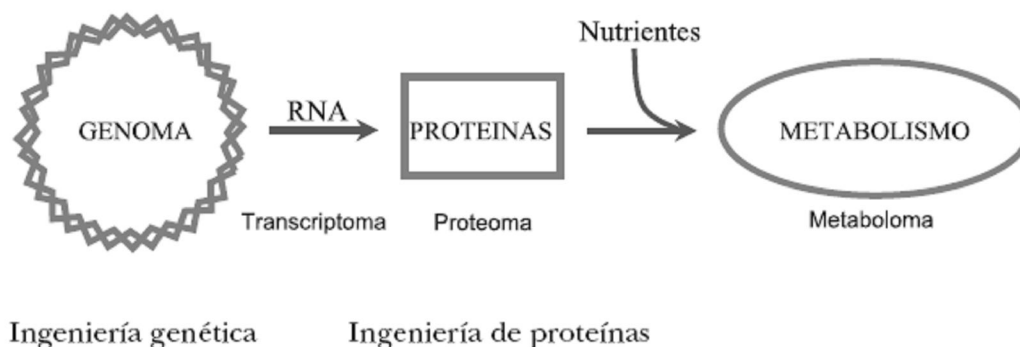 Nutrientes
GENOMA
RNA
PROTEINAS
METABOLISMO
Transcriptoma
Proteoma
Metaboloma
Ingeniería genética
Ingeniería de proteínas